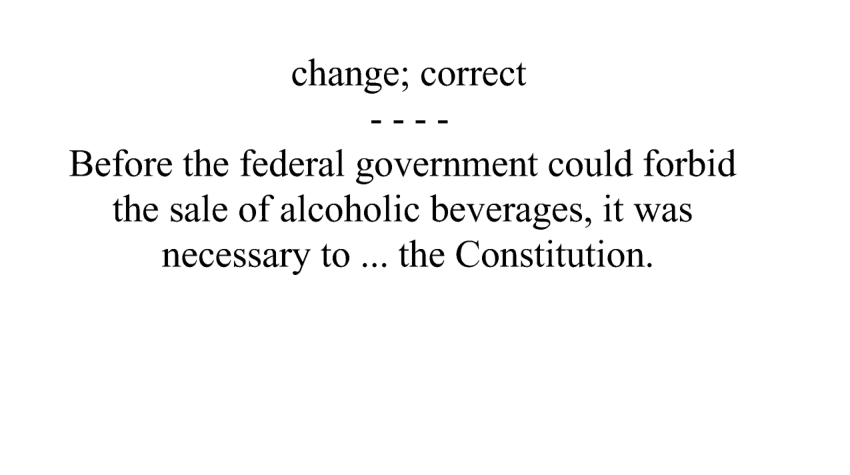 change; correct
- - - -
Before the federal government could forbid
the sale of alcoholic beverages, it was
necessary to ... the Constitution.